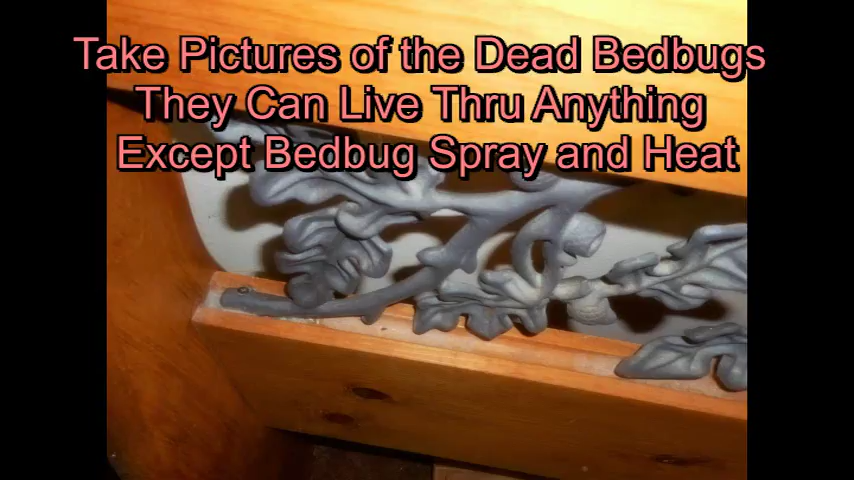 Take Pictures of the Dead Bedbugs
They Can Live Thru Anything
Except Bedbug Spray and Heat